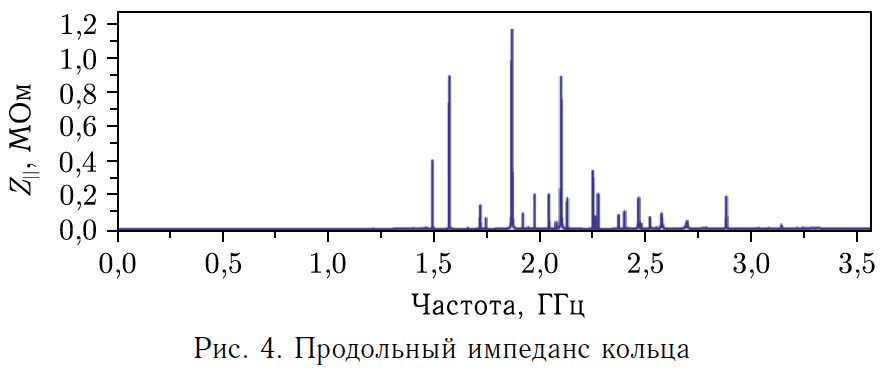 1,2
1,0
0,8
0,6
0,4
0,2
0,0
Z||, МОм
0,0 0,5 1,0 1,5 2,0 2,5 3,0 3,5
Частота, ГГц
Рис. 4. Продольный импеданс кольца